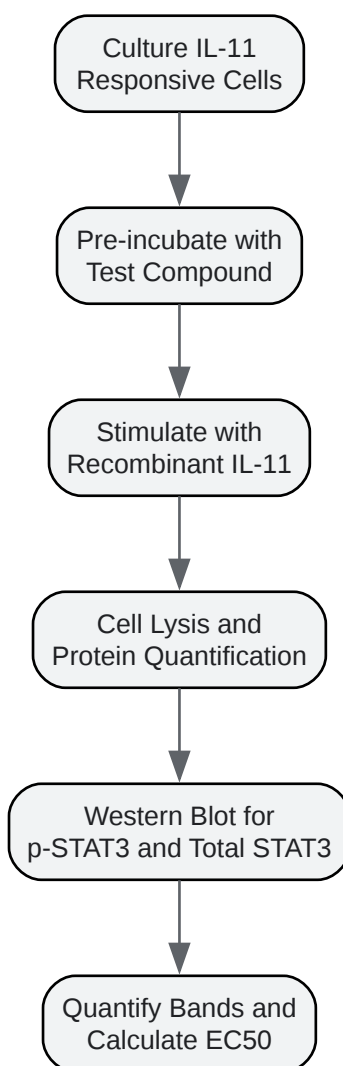 Culture IL-11
Responsive Cells
Pre-incubate with
Test Compound
Stimulate with
Recombinant IL-11
Cell Lysis and
Protein Quantification
Western Blot for
p-STAT3 and Total STAT3
Quantify Bands and
Calculate EC50